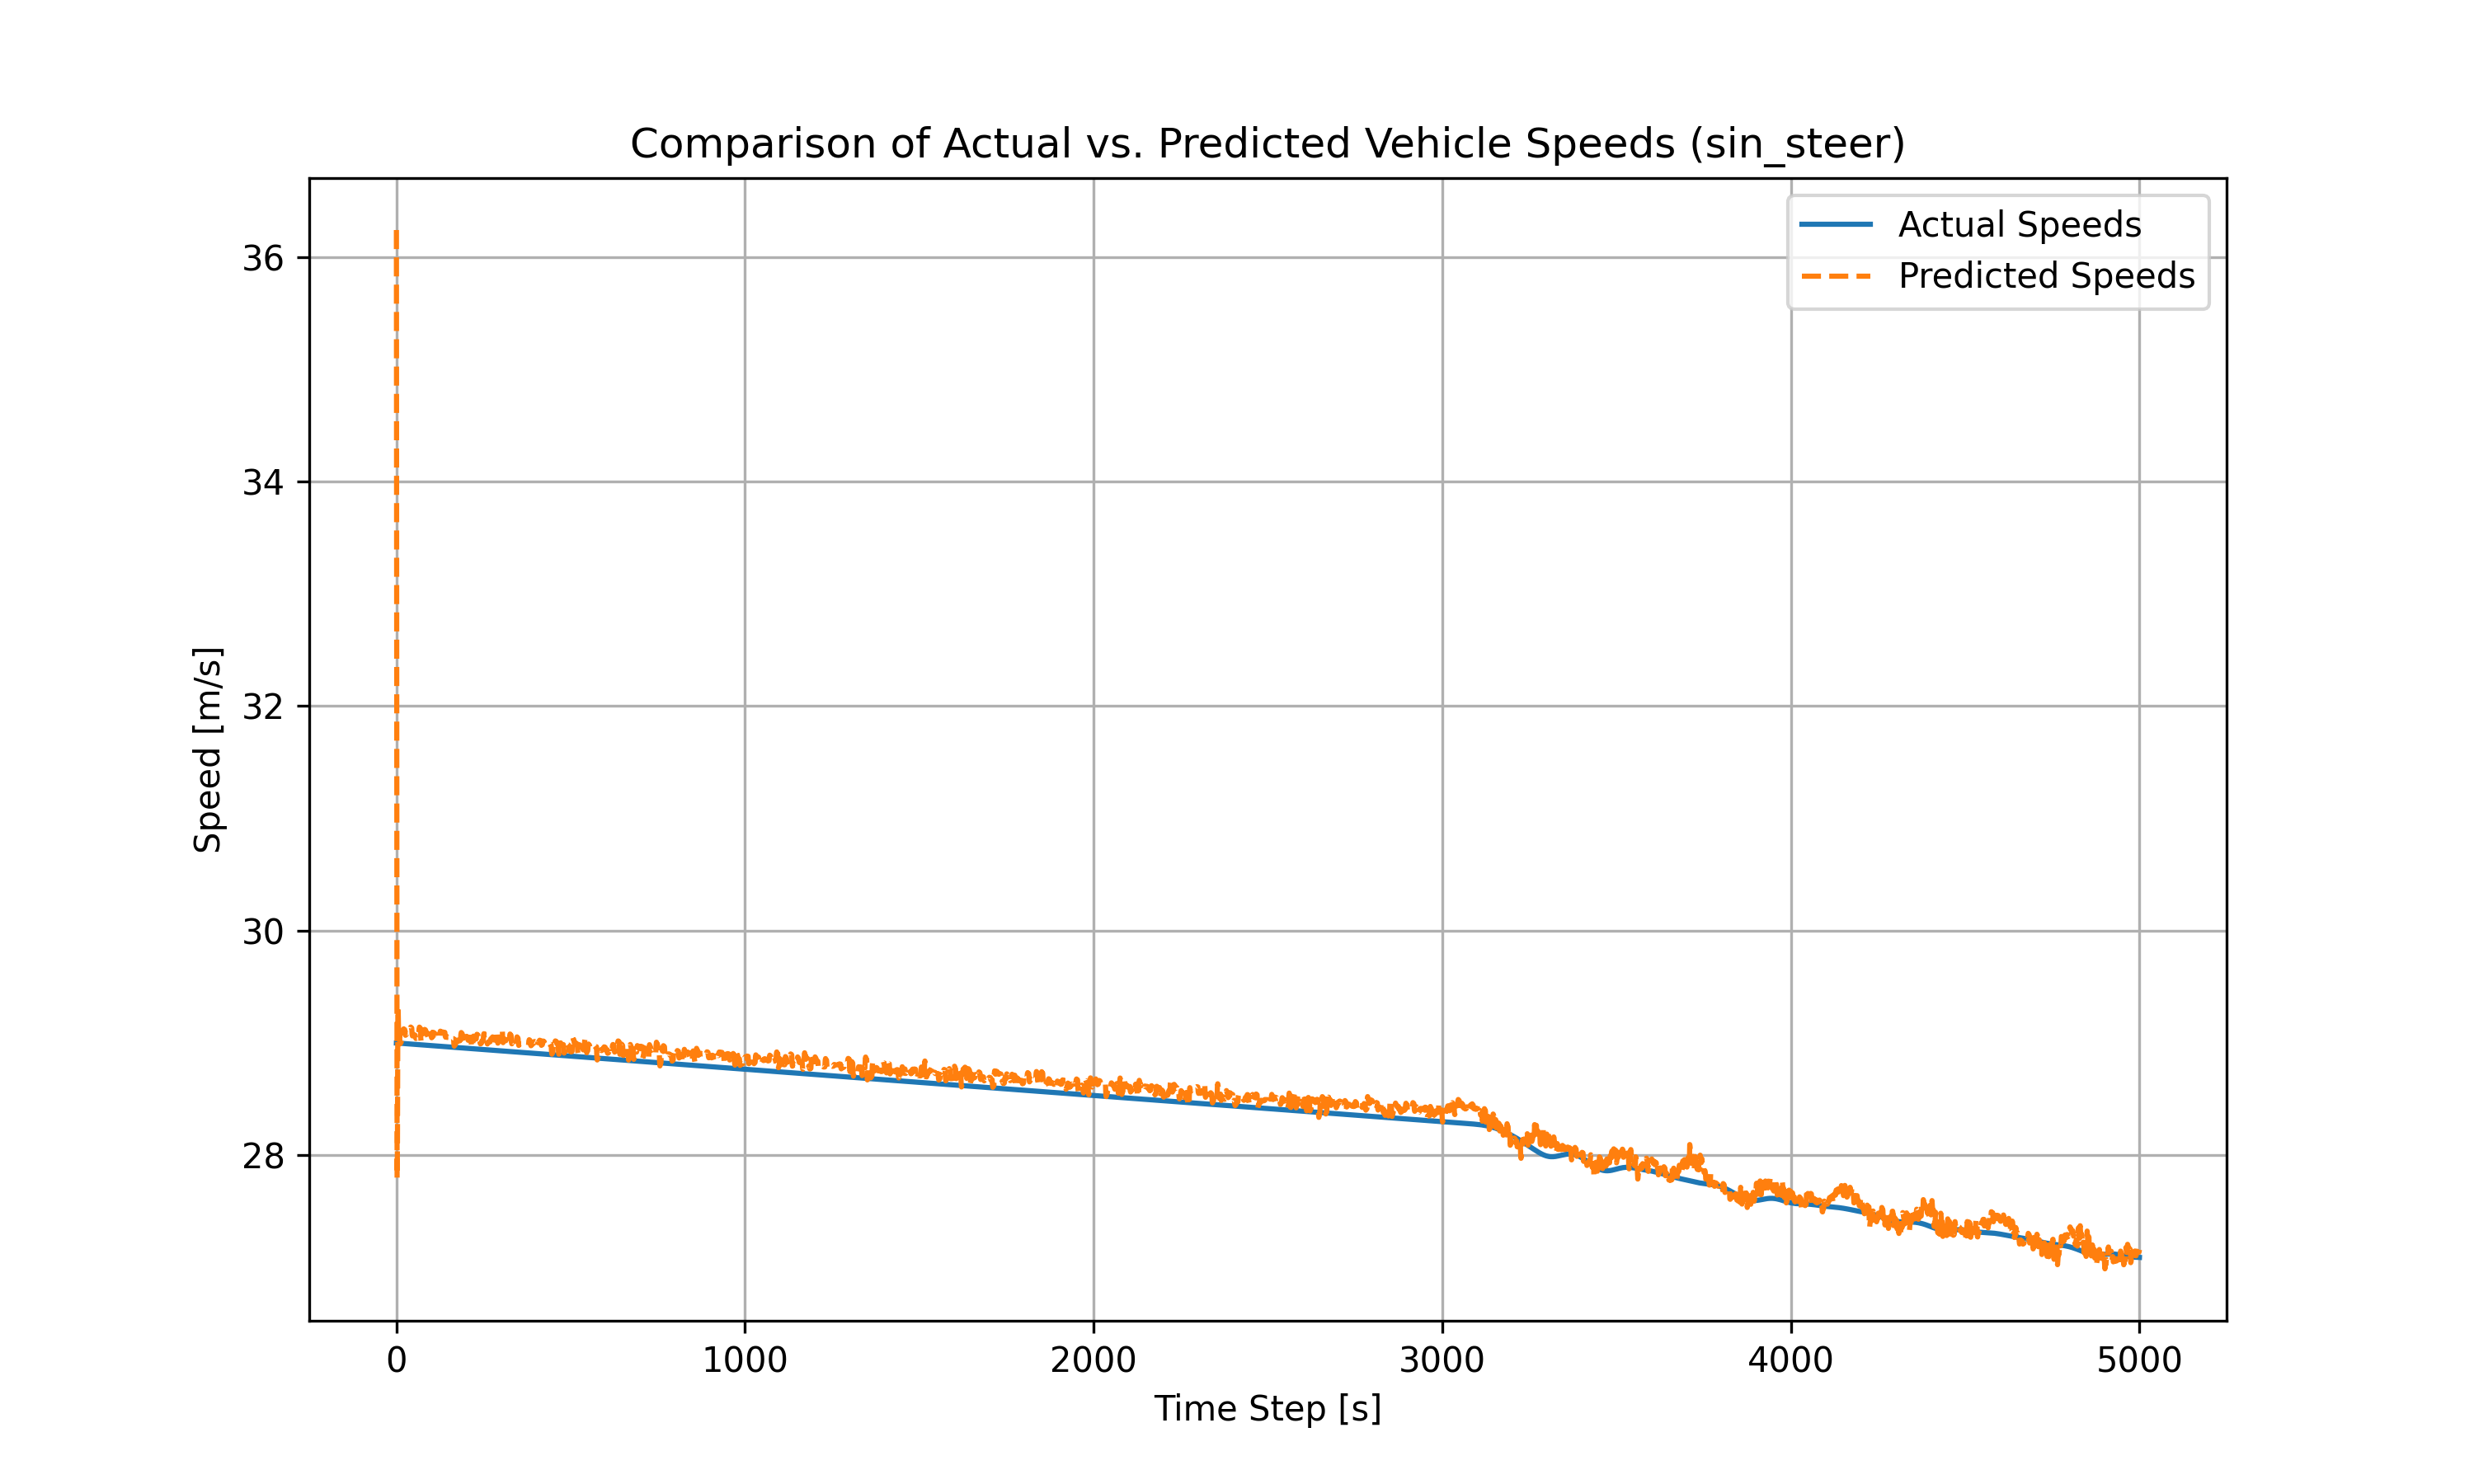 Comparison of Actual vs. Predicted Vehicle Speeds (sin_steer)
Actual Speeds
Predicted Speeds
36
34
32
30
28
Speed [m/s]
0 1000 2000 3000 4000 5000
Time Step [s]